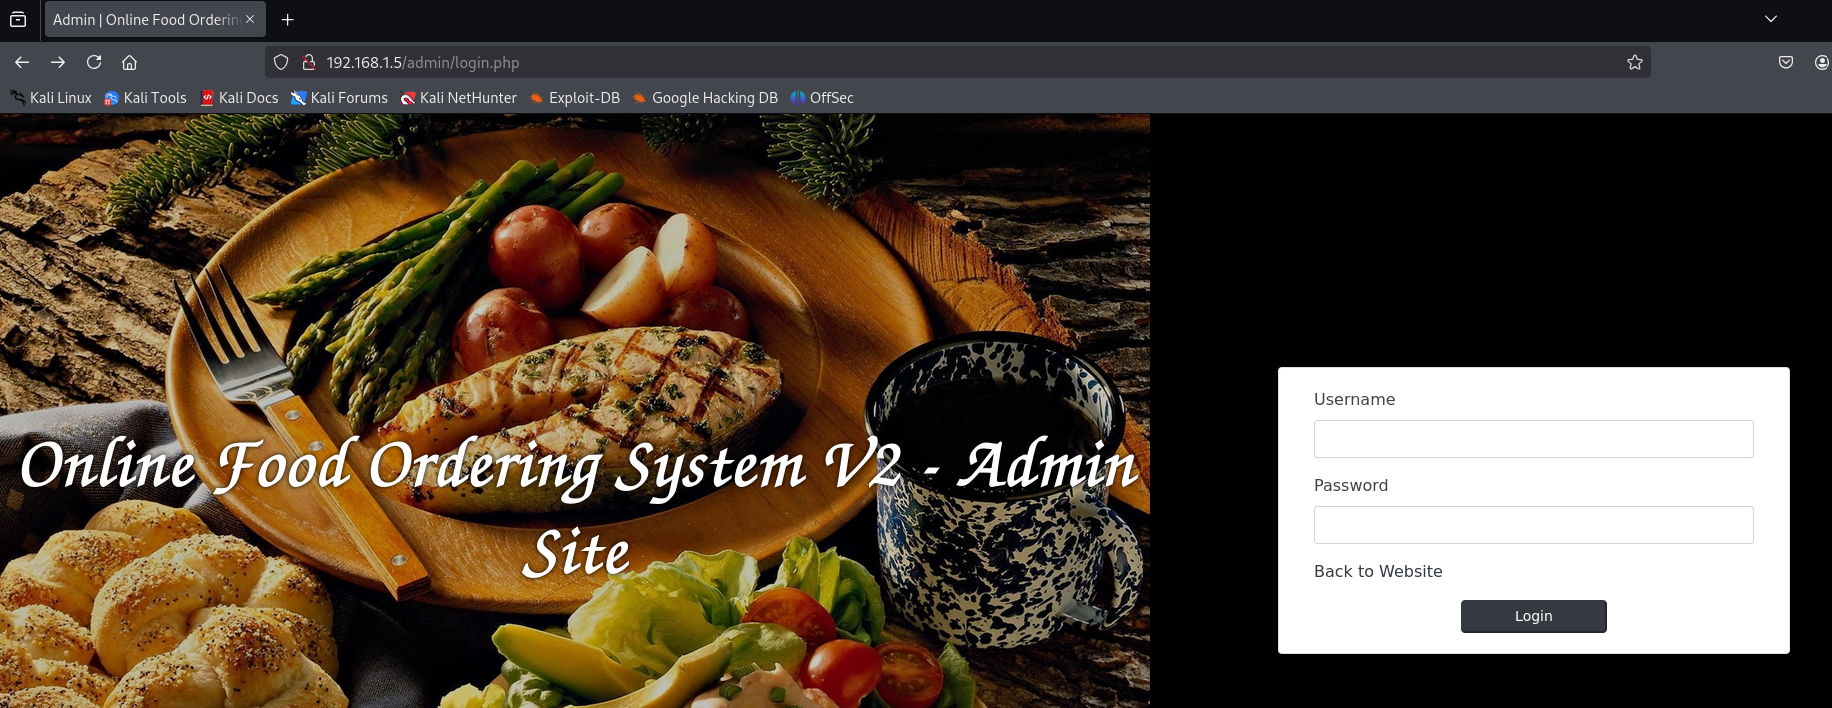 Admin | Online Food Orderin
192.168.1.5/admin/login.php
Kali Linux Kali Tools Kali Docs Kali Forums Kali NetHunter Exploit-DB Google Hacking DB OffSec
Online Food Ordering System V2 - Admin
Site
Username
Password
Back to Website
Login